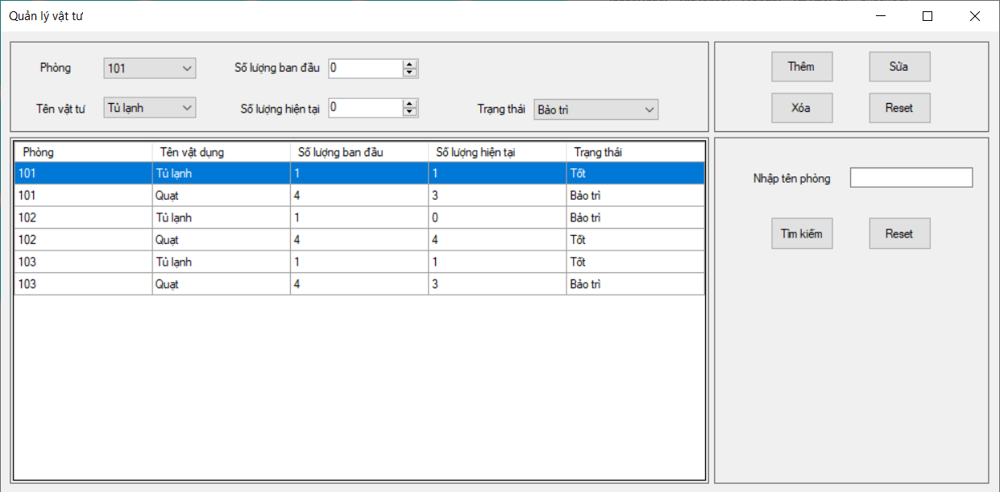 Quản lý vật tư
Phòng 101 Số lượng ban đầu 0
Tên vật tư Tủ lạnh Số lượng hiện tại 0 Trạng thái Bảo trì
Thêm Sửa
Xóa Reset
Phòng Tên vật dụng Số lượng ban đầu Số lượng hiện tại Trạng thái
101 Tủ lạnh 1 1 Tốt
101 Quạt 4 3 Bảo trì
102 Tủ lạnh 1 0 Bảo trì
102 Quạt 4 4 Tốt
103 Tủ lạnh 1 1 Tốt
103 Quạt 4 3 Bảo trì
Nhập tên phòng
Tìm kiếm Reset